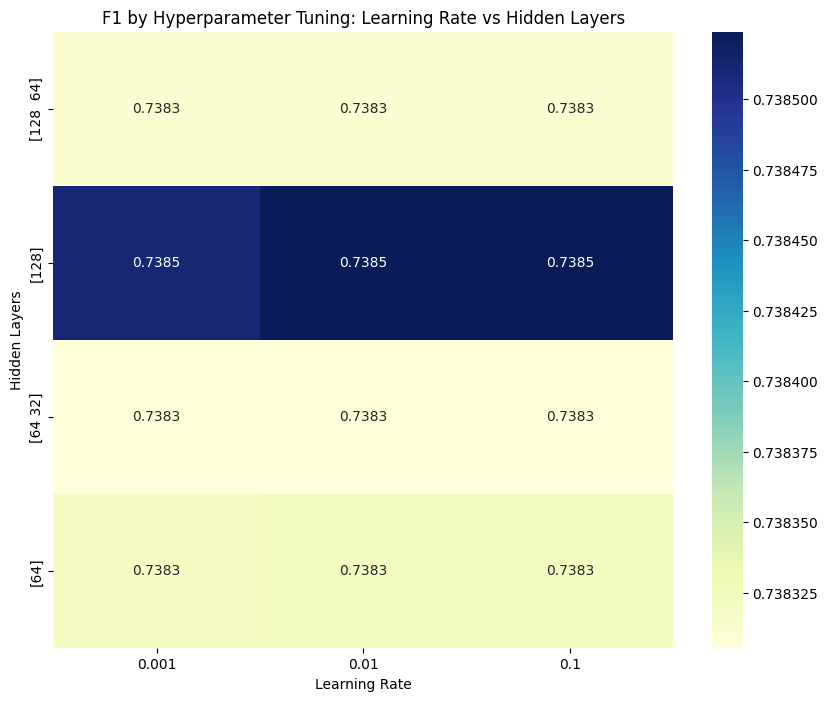 F1 by Hyperparameter Tuning: Learning Rate vs Hidden Layers
Hidden Layers
[128  64]
0.7383 0.7383 0.7383
[128]
0.7385 0.7385 0.7385
[64 32]
0.7383 0.7383 0.7383
[64]
0.7383 0.7383 0.7383
0.001 0.01 0.1
Learning Rate
0.738500
0.738475
0.738450
0.738425
0.738400
0.738375
0.738350
0.738325